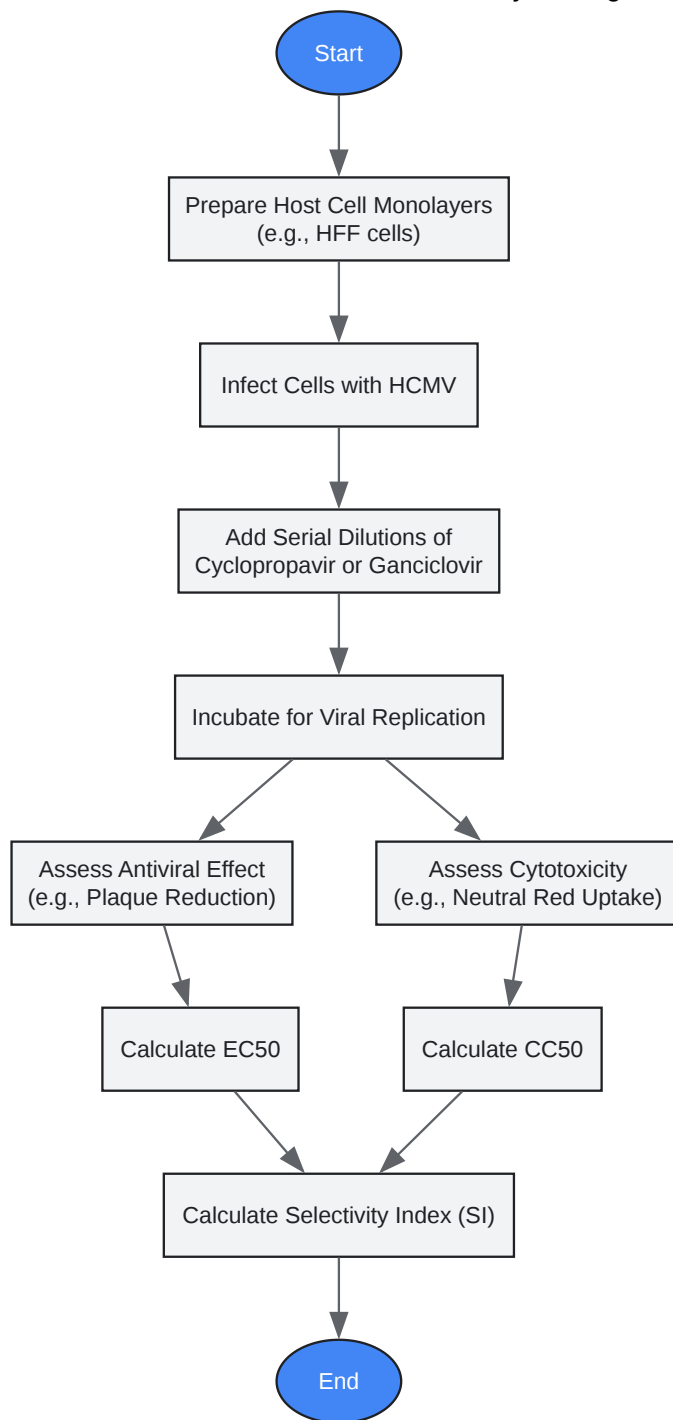 Start
Prepare Host Cell Monolayers
(e.g., HFF cells)
Infect Cells with HCMV
Add Serial Dilutions of
Cyclopropavir or Ganciclovir
Incubate for Viral Replication
Assess Antiviral Effect
(e.g., Plaque Reduction)
Assess Cytotoxicity
(e.g., Neutral Red Uptake)
Calculate EC50
Calculate CC50
Calculate Selectivity Index (SI)
End